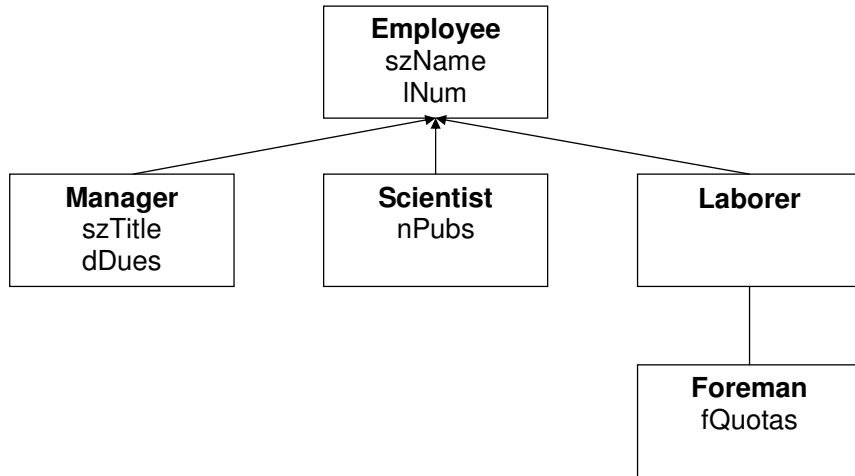 Employee
szName
lNum
Manager
szTitle
dDues
Scientist
nPubs
Laborer
Foreman
fQuotas